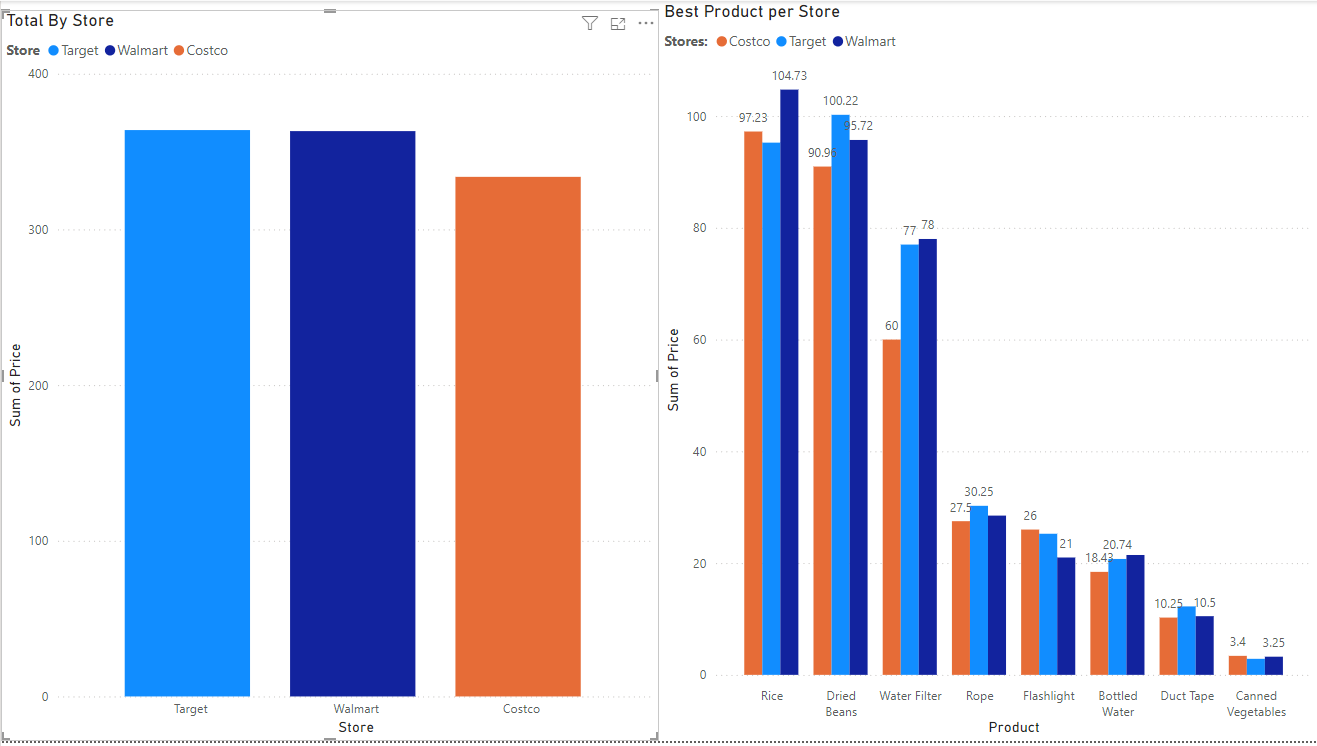 Total By Store
Store Target Walmart Costco
400
300
200
100
0
Sum of Price
Target Walmart Costco
Store
Best Product per Store
Stores: Costco Target Walmart
100
80
60
40
20
0
Sum of Price
97.23 104.73
90.96 100.22 95.72
60 77 78
27.5 30.25
26 21
18.43 20.74
10.25 10.5
3.4 3.25
Rice Dried Water Filter Rope Flashlight Bottled Duct Tape Canned
Beans Water Vegetables
Product